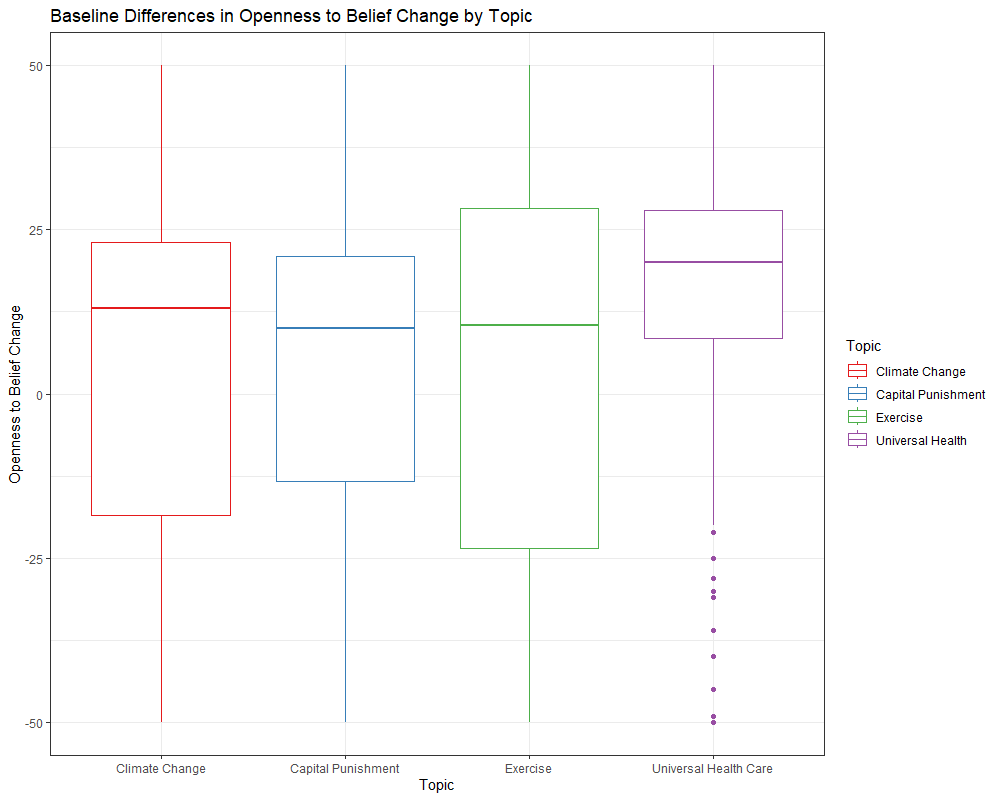 Baseline Differences in Openness to Belief Change by Topic
50
25
0
-25
-50
Openness to Belief Change
Climate Change
Capital Punishment
Exercise
Universal Health Care
Topic
Topic
Climate Change
Capital Punishment
Exercise
Universal Health